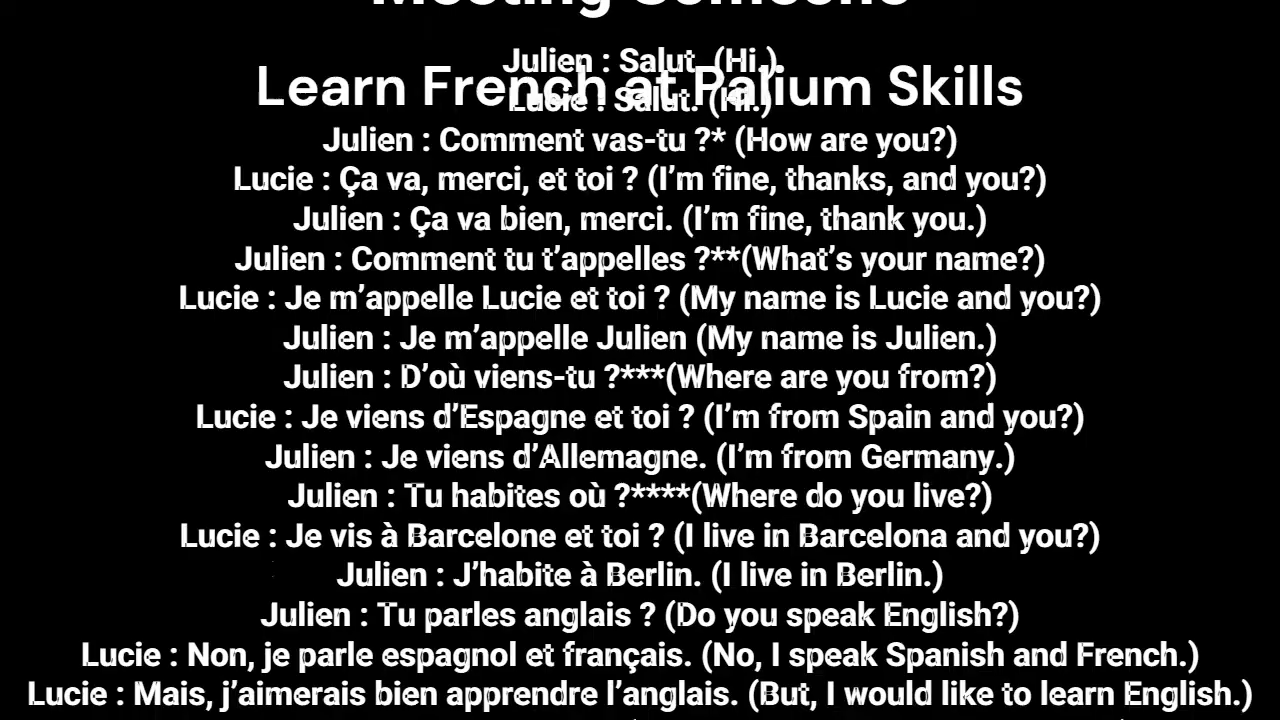 Meeting Someone
Julien : Salut. (Hi.)
Learn French at Palium Skills
Lucie : Salut. (Hi.)
Julien : Comment vas-tu ?* (How are you?)
Lucie : Ça va, merci, et toi ? (I’m fine, thanks, and you?)
Julien : Ça va bien, merci. (I’m fine, thank you.)
Julien : Comment tu t’appelles ?**(What’s your name?)
Lucie : Je m’appelle Lucie et toi ? (My name is Lucie and you?)
Julien : Je m’appelle Julien (My name is Julien.)
Julien : D’où viens-tu ?***(Where are you from?)
Lucie : Je viens d’Espagne et toi ? (I’m from Spain and you?)
Julien : Je viens d’Allemagne. (I’m from Germany.)
Julien : Tu habites où ?****(Where do you live?)
Lucie : Je vis à Barcelone et toi ? (I live in Barcelona and you?)
Julien : J’habite à Berlin. (I live in Berlin.)
Julien : Tu parles anglais ? (Do you speak English?)
Lucie : Non, je parle espagnol et français. (No, I speak Spanish and French.)
Lucie : Mais, j’aimerais bien apprendre l’anglais. (But, I would like to learn English.)